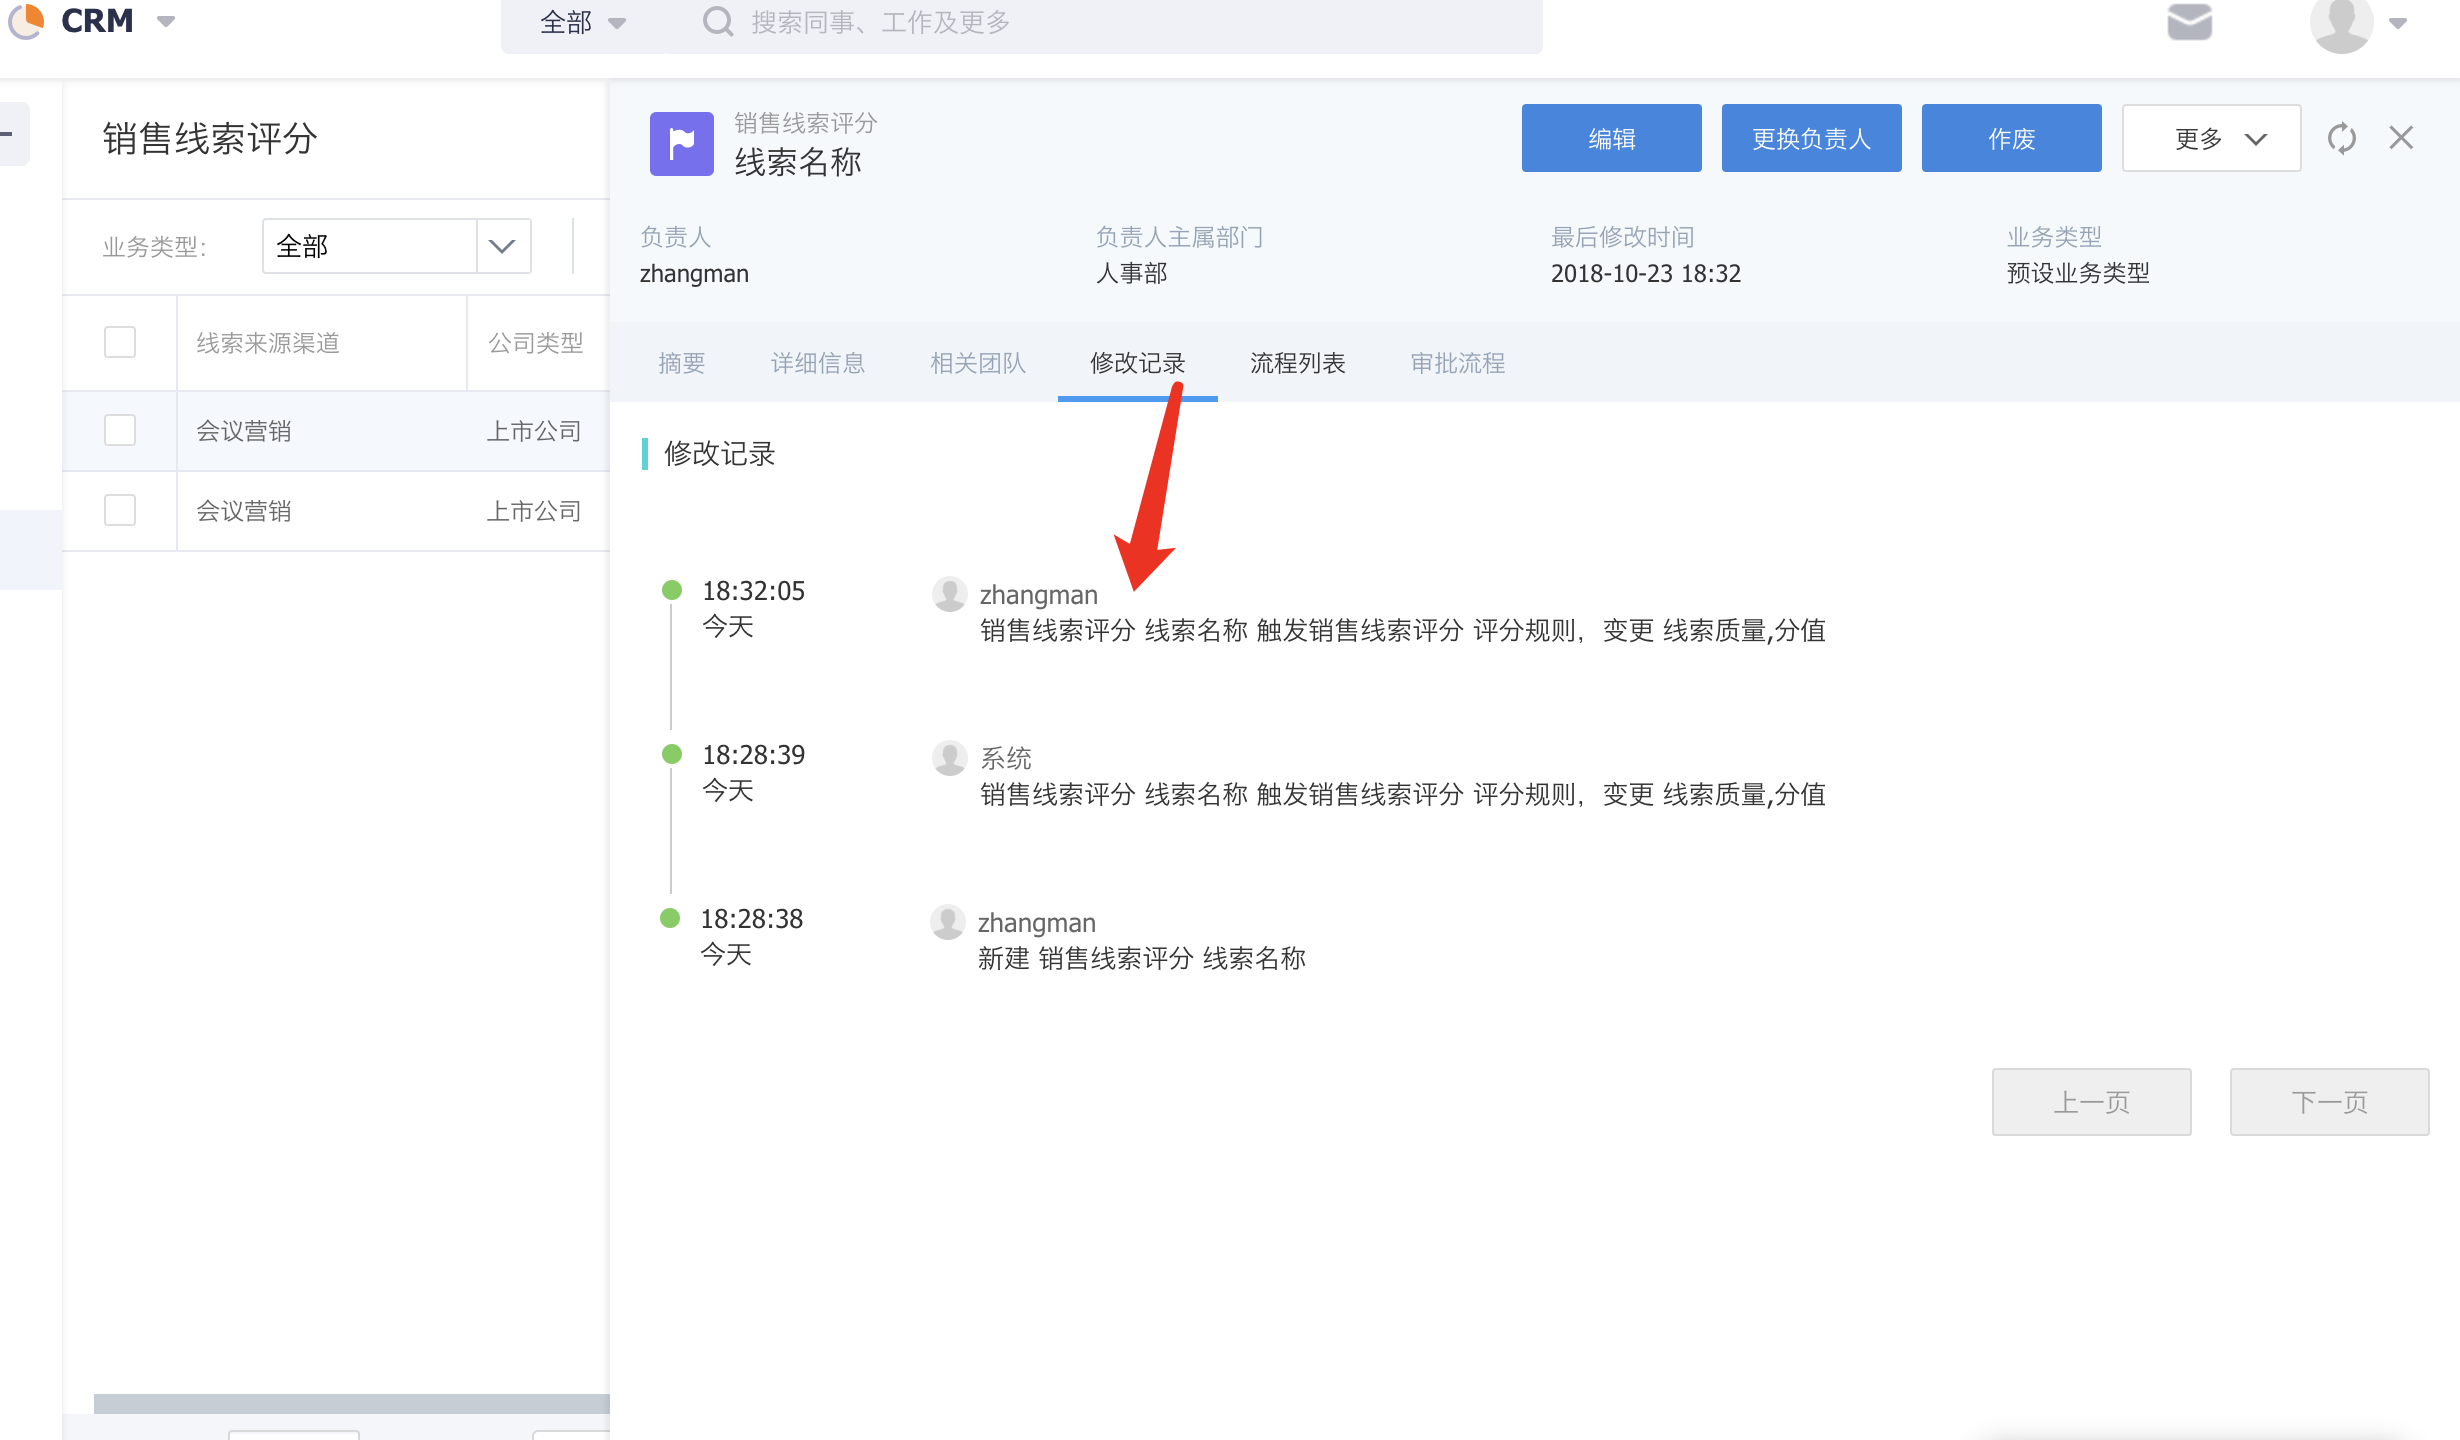 CRM
全部
搜索同事、工作及更多
销售线索评分
业务类型：
全部
线索来源渠道
公司类型
会议营销
上市公司
会议营销
上市公司
销售线索评分
线索名称
编辑
更换负责人
作废
更多
负责人
zhangman
负责人主属部门
人事部
最后修改时间
2018-10-23 18:32
业务类型
预设业务类型
摘要
详细信息
相关团队
修改记录
流程列表
审批流程
修改记录
18:32:05
今天
zhangman
销售线索评分 线索名称 触发销售线索评分 评分规则，变更 线索质量,分值
18:28:39
今天
系统
销售线索评分 线索名称 触发销售线索评分 评分规则，变更 线索质量,分值
18:28:38
今天
zhangman
新建 销售线索评分 线索名称
上一页
下一页